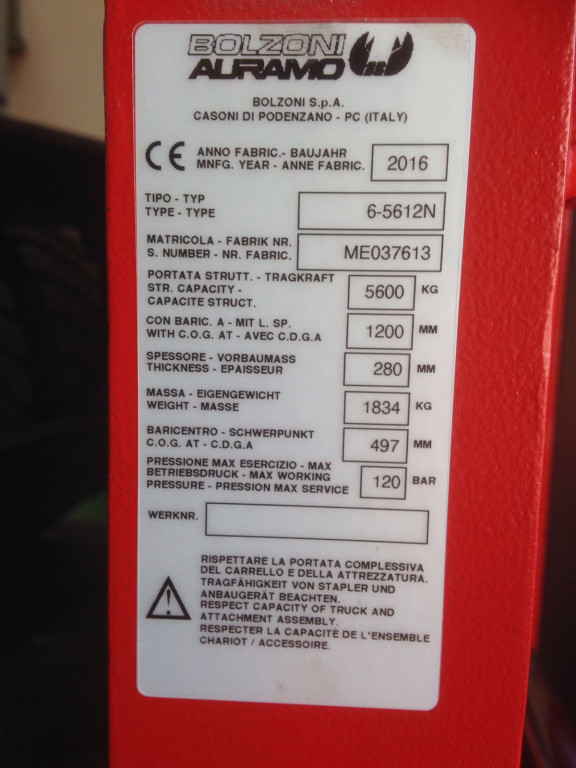 BOLZONI
AURAMO
BOLZONI S.p.A.
CASONI DI PODENZANO - PC (ITALY)
CE
ANNO FABRIC.- BAUJAHR
MNFG. YEAR - ANNE FABRIC.
2016
TIPO - TYP
TYPE - TYPE
6-5612N
MATRICOLA - FABRIK NR.
S. NUMBER - NR. FABRIC.
ME037613
PORTATA STRUTT. - TRAGKRAFT
STR. CAPACITY -
CAPACITE STRUCT.
5600 KG
CON BARIC. A - MIT L. SP.
WITH C.O.G. AT - AVEC C.D.G.A
1200 MM
SPESSORE - VORBAUMASS
THICKNESS - EPAISSEUR
280 MM
MASSA - EIGENGEWICHT
WEIGHT - MASSE
1834 KG
BARICENTRO - SCHWERPUNKT
C.O.G. AT - C.D.G.A
497 MM
PRESSIONE MAX ESERCIZIO - MAX
BETRIEBSDRUCK - MAX WORKING
PRESSURE - PRESSION MAX SERVICE
120 BAR
WERKNR.
RISPETTARE LA PORTATA COMPLESSIVA
DEL CARRELLO E DELLA ATTREZZATURA.
TRAGFÄHIGKEIT VON STAPLER UND
ANBAUGERÄT BEACHTEN.
RESPECT CAPACITY OF TRUCK AND
ATTACHMENT ASSEMBLY.
RESPECTER LA CAPACITÉ DE L'ENSEMBLE
CHARIOT / ACCESSOIRE.